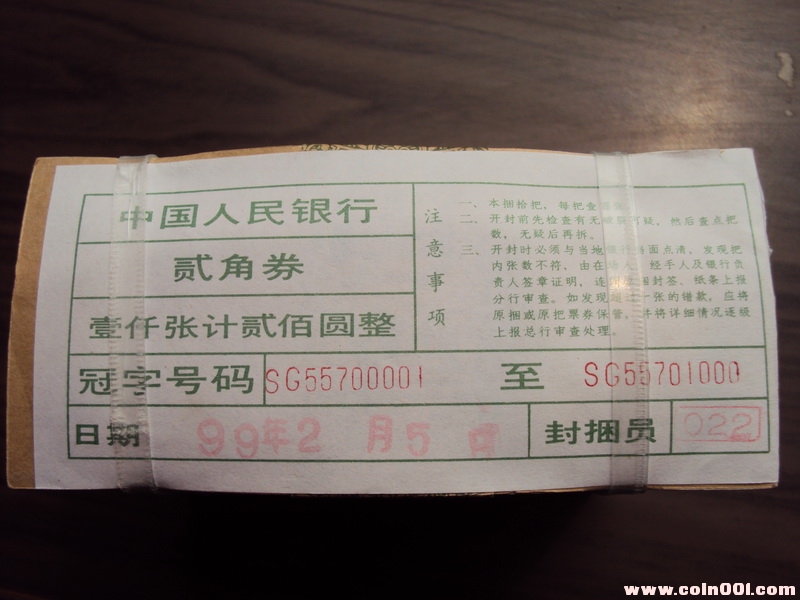 中国人民银行
贰角券
壹仟张计贰佰圆整
注意事项
一、本捆拾把，每把壹百张。
二、开封前先检查有无破损可疑，然后查点把
数，无疑后再拆。
三、开封时必须与当地银行当面点清，发现把
内张数不符，由在场人、经手人及银行负
责人签章证明，连同原捆封签、纸条上报
分行审查。如发现超过一张的错款，应将
原捆或原把票券保管，并将详细情况逐级
上报总行审查处理。
冠字号码 SG55700001 至 SG55701000
日期 99年2月5日 封捆员 022
www.coin001.com